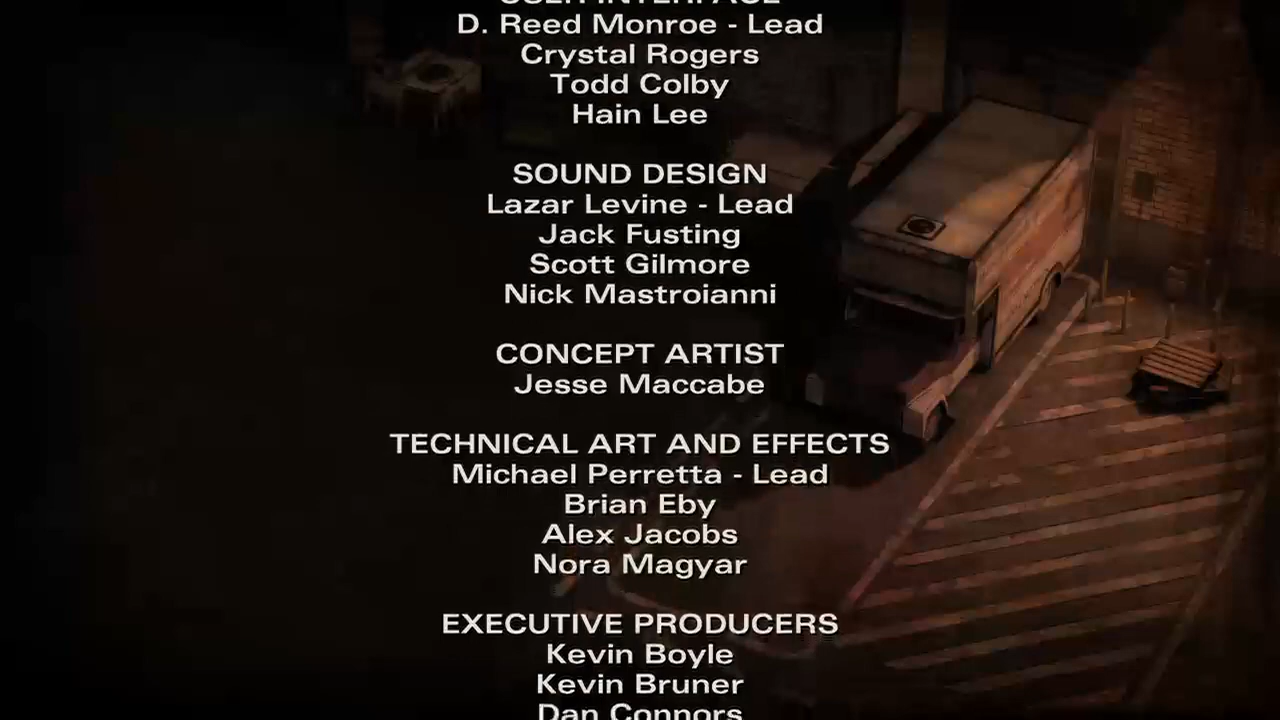 USER INTERFACE
D. Reed Monroe - Lead
Crystal Rogers
Todd Colby
Hain Lee
SOUND DESIGN
Lazar Levine - Lead
Jack Fusting
Scott Gilmore
Nick Mastroianni
CONCEPT ARTIST
Jesse Maccabe
TECHNICAL ART AND EFFECTS
Michael Perretta - Lead
Brian Eby
Alex Jacobs
Nora Magyar
EXECUTIVE PRODUCERS
Kevin Boyle
Kevin Bruner
Dan Connors